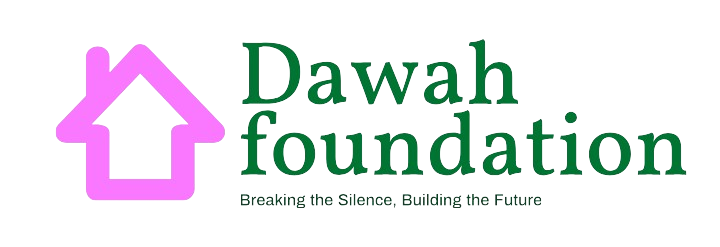 Dawah
foundation
Breaking the Silence, Building the Future